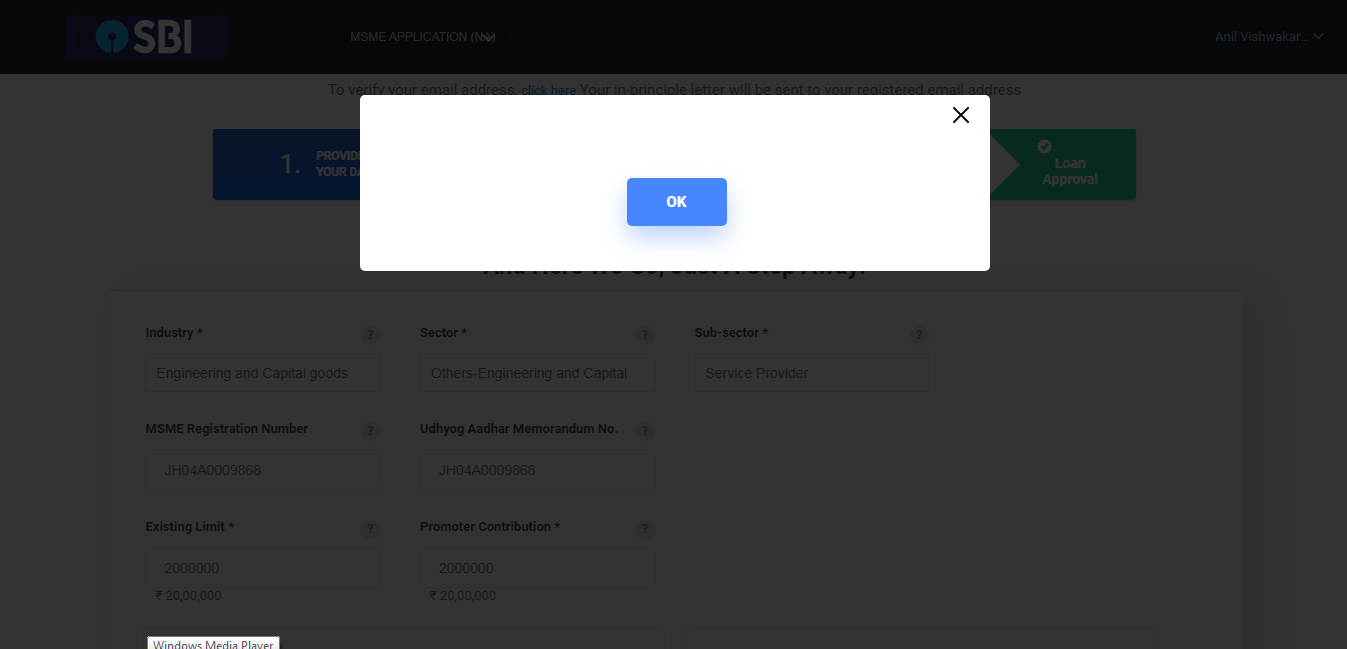 SBI
MSME APPLICATION (
Anil Vishwakar...
To verify your email address, click here Your in-principle letter will be sent to your registered email address
1.
PROVID
YOUR DA
Loan
Approval
OK
And Here We Go, Just A Step Away!
Industry * ?
Sector * ?
Sub-sector * ?
Engineering and Capital goods
Others-Engineering and Capital
Service Provider
MSME Registration Number ?
Udhyog Aadhar Memorandum No. ?
JH04A0009868
JH04A0009868
Existing Limit * ?
Promoter Contribution * ?
2000000
2000000
₹ 20,00,000
₹ 20,00,000
Windows Media Player